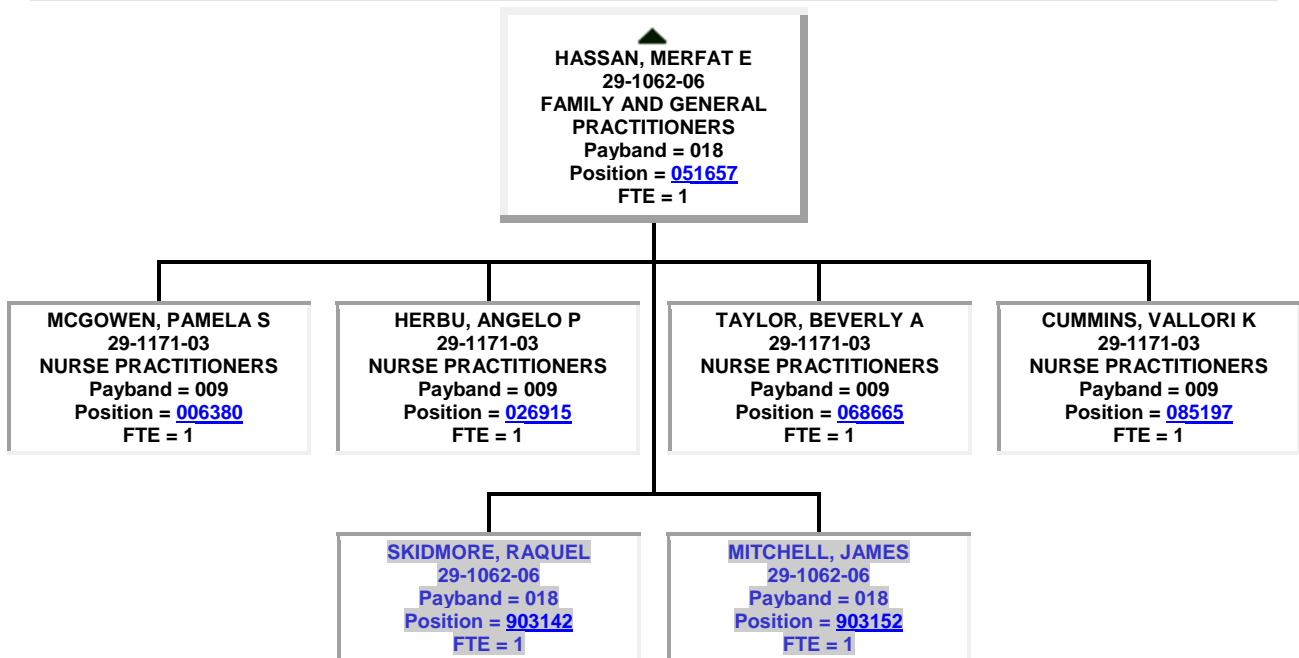 HASSAN, MERFAT E
29-1062-06
FAMILY AND GENERAL
PRACTITIONERS
Payband = 018
Position = 051657
FTE = 1
MCGOWEN, PAMELA S
29-1171-03
NURSE PRACTITIONERS
Payband = 009
Position = 006380
FTE = 1
HERBU, ANGELO P
29-1171-03
NURSE PRACTITIONERS
Payband = 009
Position = 026915
FTE = 1
TAYLOR, BEVERLY A
29-1171-03
NURSE PRACTITIONERS
Payband = 009
Position = 068665
FTE = 1
CUMMINS, VALLORI K
29-1171-03
NURSE PRACTITIONERS
Payband = 009
Position = 085197
FTE = 1
SKIDMORE, RAQUEL
29-1062-06
Payband = 018
Position = 903142
FTE = 1
MITCHELL, JAMES
29-1062-06
Payband = 018
Position = 903152
FTE = 1